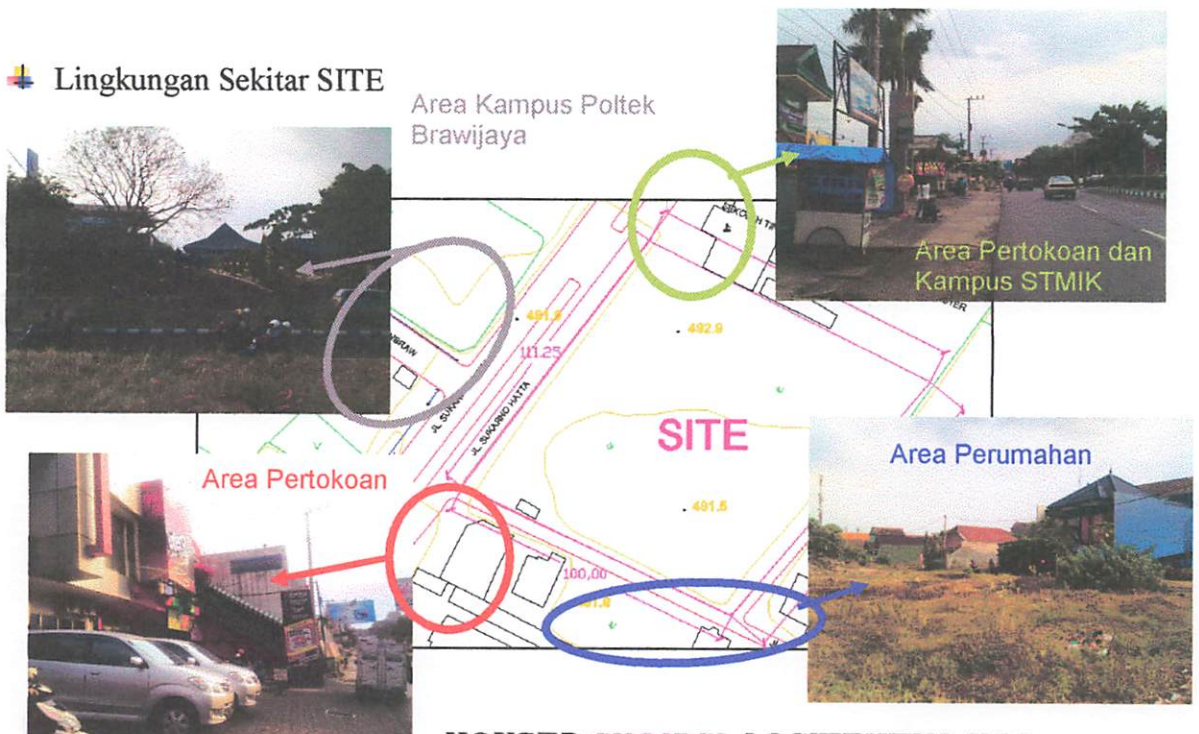 Lingkungan Sekitar SITE
Area Kampus Poltek
Brawijaya
Area Pertokoan dan
Kampus STMIK
491.9
492.9
111.25
JL SUKARNO HATTA
SITE
Area Pertokoan
Area Perumahan
491.5
100,00